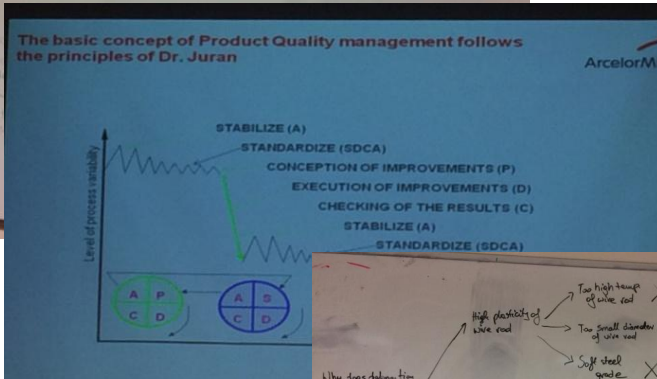 The basic concept of Product Quality management follows
the principles of Dr. Juran
ArcelorM
STABILIZE (A)
STANDARDIZE (SDCA)
CONCEPTION OF IMPROVEMENTS (P)
EXECUTION OF IMPROVEMENTS (D)
CHECKING OF THE RESULTS (C)
STABILIZE (A)
STANDARDIZE (SDCA)
Level of process variability
A P
C D
A S
C D
High plasticity of
wire rod
Too high temp
of wire rod
Too small diameter
of wire rod
Soft steel
grade
Why does